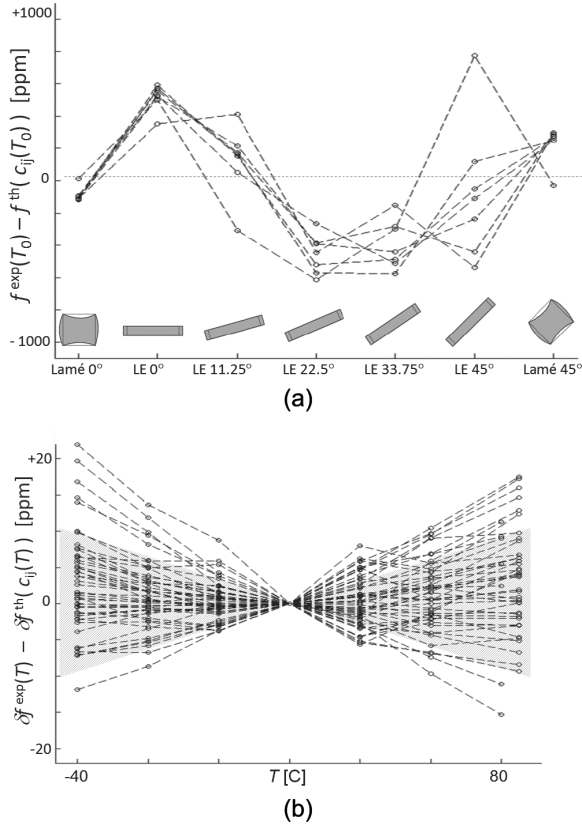 +1000
0
- 1000
f exp(T0) – f th( cij(T0) ) [ppm]
Lamé 0° LE 0° LE 11.25° LE 22.5° LE 33.75° LE 45° Lamé 45°
(a)
+20
0
-20
δf exp(T) – δf th( cij(T) ) [ppm]
-40 T [C] 80
(b)